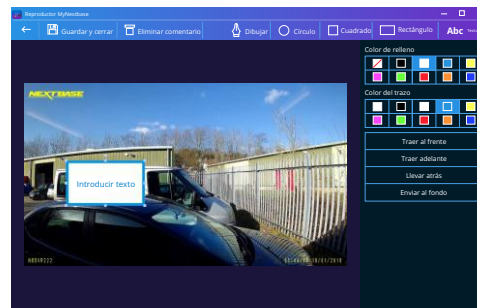 Reproductor MyNextbase
Guardar y cerrar
Eliminar comentario
Dibujar
Círculo
Cuadrado
Rectángulo
Abc
Color de relleno
NEXTBASE
Color del trazo
Traer al frente
Traer adelante
Llevar atrás
Enviar al fondo
Introducir texto